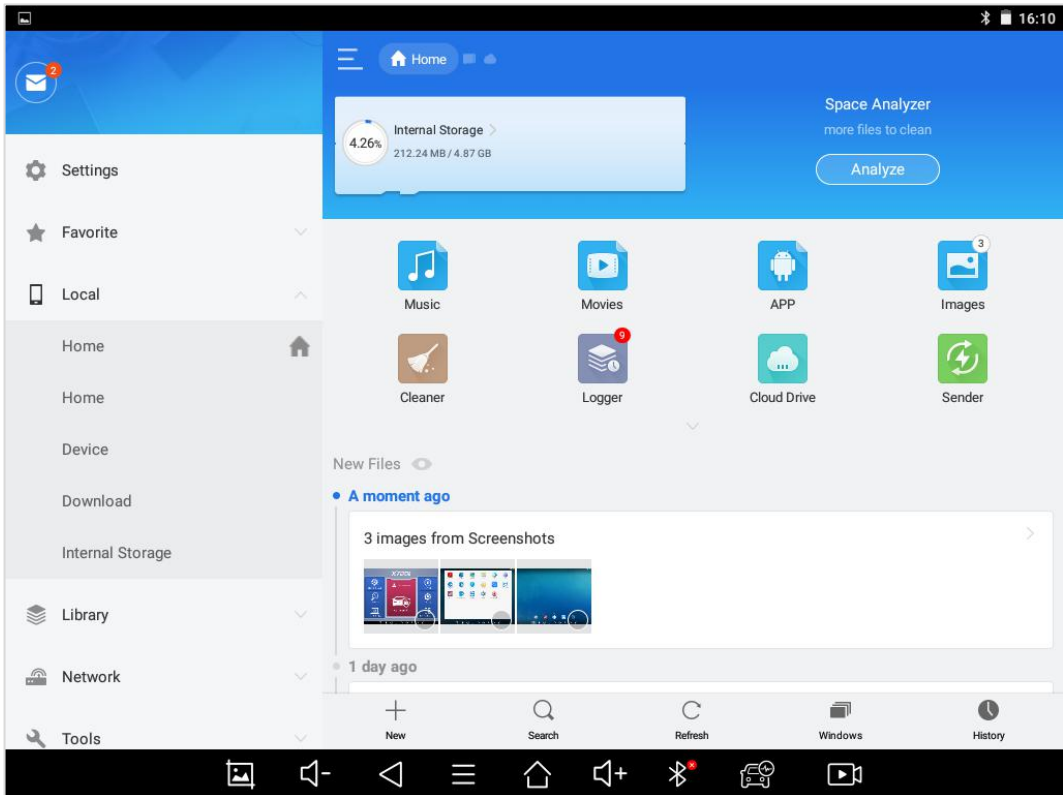 16:10
2
Settings
Favorite
Local
Home
Home
Device
Download
Internal Storage
Library
Network
Tools
Home
4.26%
Internal Storage
212.24 MB / 4.87 GB
Space Analyzer
more files to clean
Analyze
Music
Movies
APP
3
Images
Cleaner
9
Logger
Cloud Drive
Sender
New Files
A moment ago
3 images from Screenshots
1 day ago
New
Search
Refresh
Windows
History